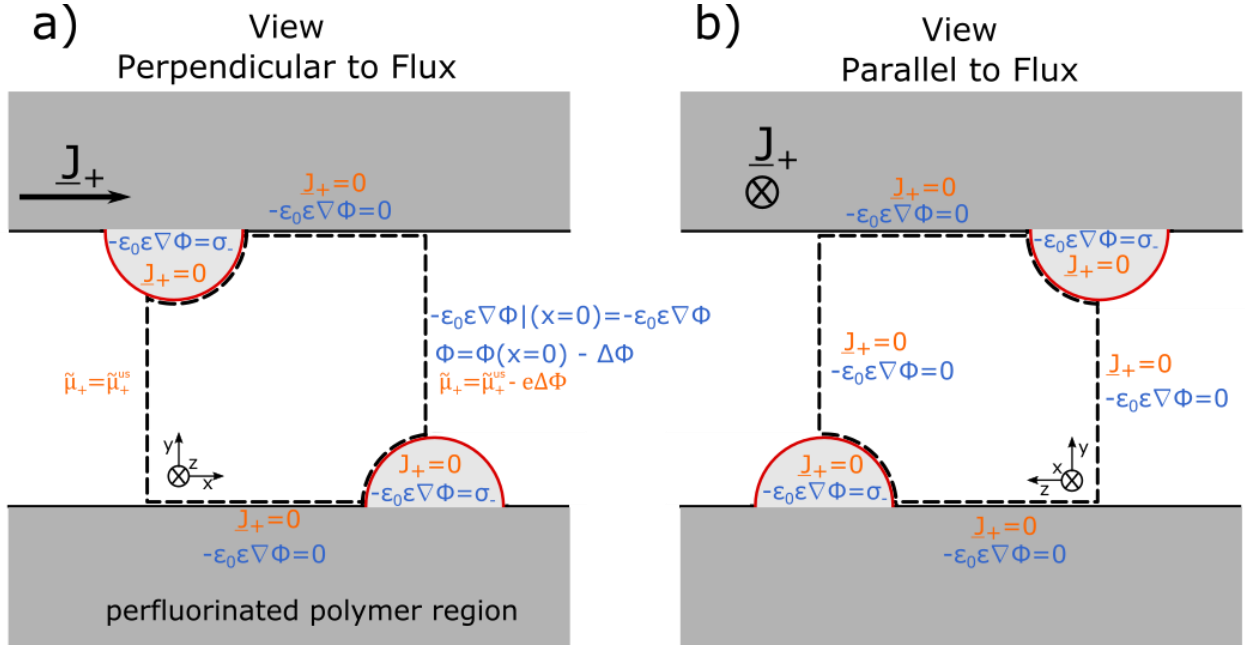 a)
View
Perpendicular to Flux
J₊
J₊=0
-ε₀ε∇Φ=0
-ε₀ε∇Φ=σ₋
J₊=0
-ε₀ε∇Φ|(x=0)=-ε₀ε∇Φ
Φ=Φ(x=0) - ΔΦ
μ̃₊=μ̃₊ᵘˢ
μ̃₊=μ̃₊ᵘˢ- eΔΦ
y
z
x
J₊=0
-ε₀ε∇Φ=σ₋
J₊=0
-ε₀ε∇Φ=0
perfluorinated polymer region
b)
View
Parallel to Flux
J₊
J₊=0
-ε₀ε∇Φ=0
-ε₀ε∇Φ=σ₋
J₊=0
J₊=0
-ε₀ε∇Φ=0
J₊=0
-ε₀ε∇Φ=0
y
x
z
J₊=0
-ε₀ε∇Φ=σ₋
J₊=0
-ε₀ε∇Φ=0